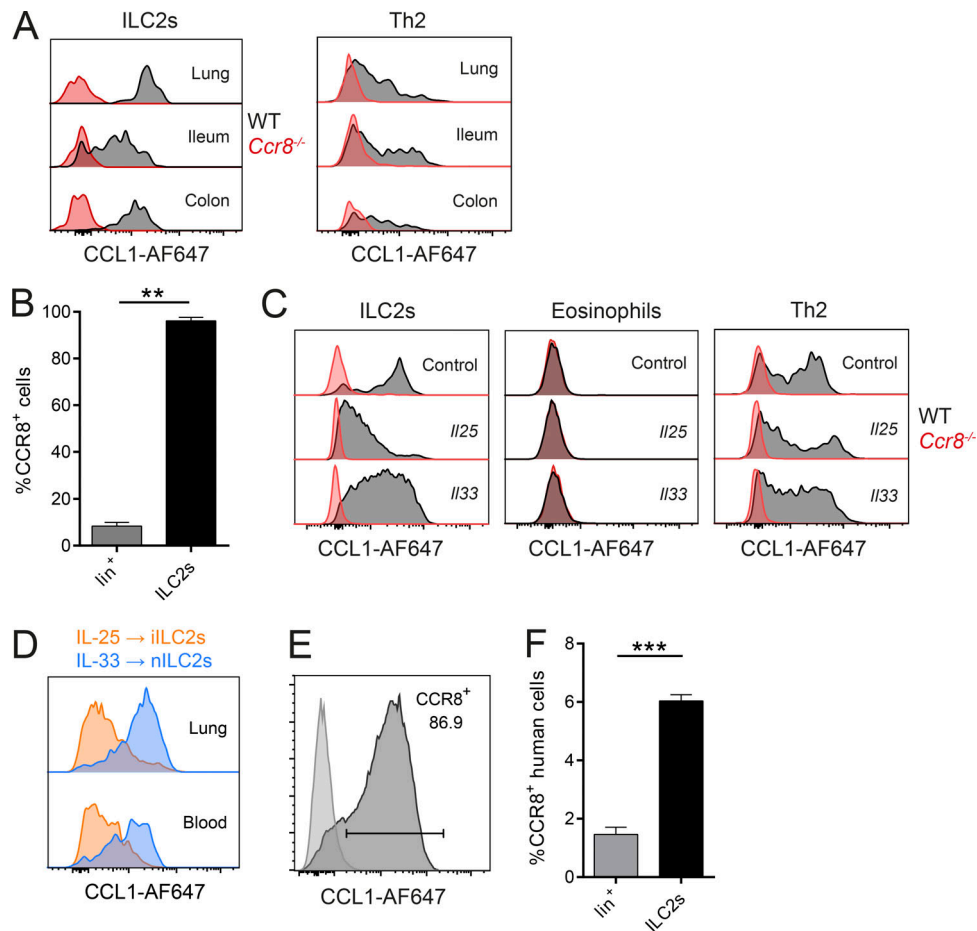 A
ILC2s
Th2
Lung
Ileum
Colon
CCL1-AF647
WT
Ccr8-/-
Lung
Ileum
Colon
CCL1-AF647
B
**
%CCR8+ cells
100
80
60
40
20
0
lin+
ILC2s
C
ILC2s
Eosinophils
Th2
Control
Il25
Il33
CCL1-AF647
Control
Il25
Il33
CCL1-AF647
Control
Il25
Il33
CCL1-AF647
WT
Ccr8-/-
D
IL-25 → iILC2s
IL-33 → nILC2s
Lung
Blood
CCL1-AF647
E
CCR8+
86.9
CCL1-AF647
F
***
%CCR8+ human cells
8
6
4
2
0
lin+
ILC2s